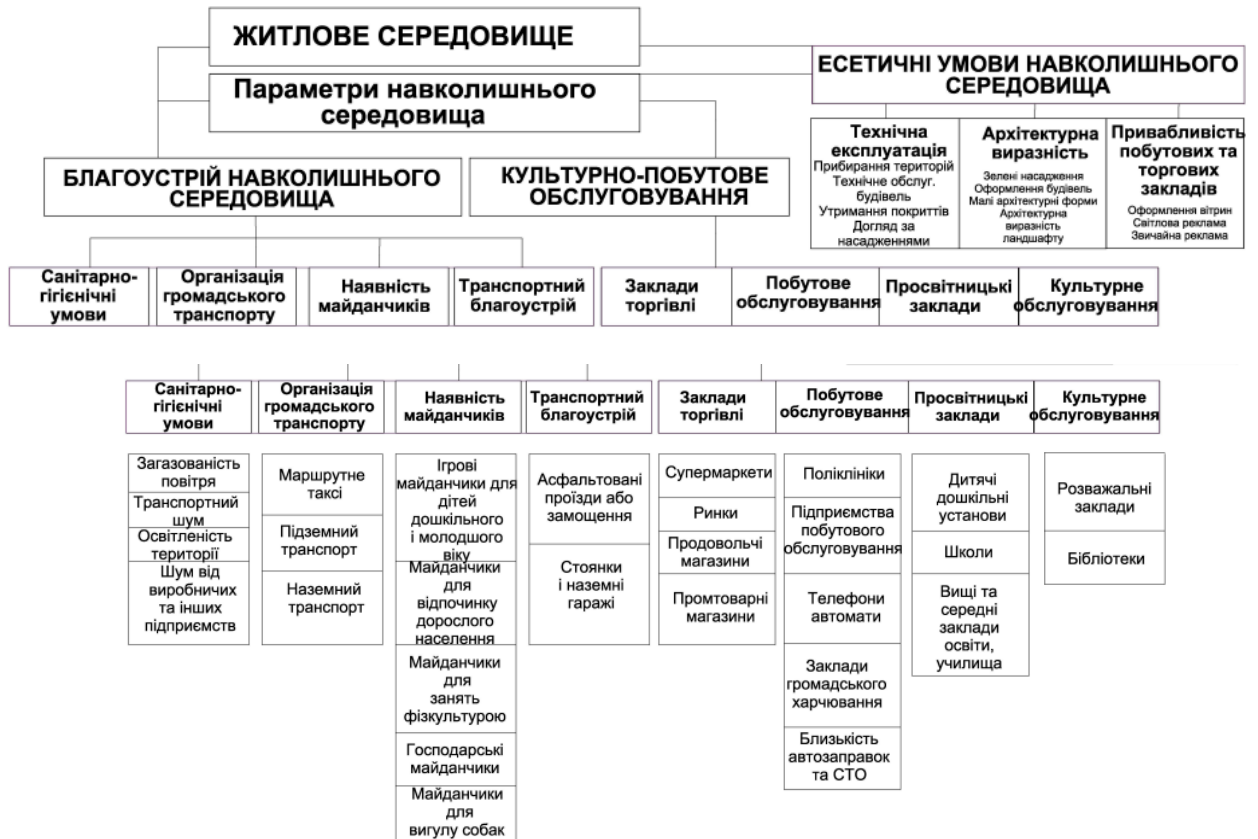 ЖИТЛОВЕ СЕРЕДОВИЩЕ
Параметри навколишнього
середовища
ЕСЕТИЧНІ УМОВИ НАВКОЛИШНЬОГО
СЕРЕДОВИЩА
Технічна
експлуатація
Прибирання територій
Технічне обслуг.
будівель
Утримання покриттів
Догляд за
насадженнями
Архітектурна
виразність
Зелені насадження
Оформлення будівель
Малі архітектурні форми
Архітектурна
виразність
ландшафту
Привабливість
побутових та
торгових
закладів
Оформлення вітрин
Світлова реклама
Звичайна реклама
БЛАГОУСТРІЙ НАВКОЛИШНЬОГО
СЕРЕДОВИЩА
КУЛЬТУРНО-ПОБУТОВЕ
ОБСЛУГОВУВАННЯ
Санітарно-
гігієнічні
умови
Організація
громадського
транспорту
Наявність
майданчиків
Транспортний
благоустрій
Заклади
торгівлі
Побутове
обслуговування
Просвітницькі
заклади
Культурне
обслуговування
Санітарно-
гігієнічні
умови
Організація
громадського
транспорту
Наявність
майданчиків
Транспортний
благоустрій
Заклади
торгівлі
Побутове
обслуговування
Просвітницькі
заклади
Культурне
обслуговування
Загазованість
повітря
Транспортний
шум
Освітленість
території
Шум від
виробничих
та інших
підприємств
Маршрутне
таксі
Підземний
транспорт
Наземний
транспорт
Ігрові
майданчики для
дітей
дошкільного
і молодшого
віку
Майданчики
для
відпочинку
дорослого
населення
Майданчики
для
занять
фізкультурою
Господарські
майданчики
Майданчики
для
вигулу собак
Асфальтовані
проїзди або
замощення
Стоянки
і наземні
гаражі
Супермаркети
Ринки
Продовольчі
магазини
Промтоварні
магазини
Поліклініки
Підприємства
побутового
обслуговування
Телефони
автомати
Заклади
громадського
харчювання
Близькість
автозаправок
та СТО
Дитячі
дошкільні
установи
Школи
Вищі та
середні
заклади
освіти,
училища
Розважальні
заклади
Бібліотеки